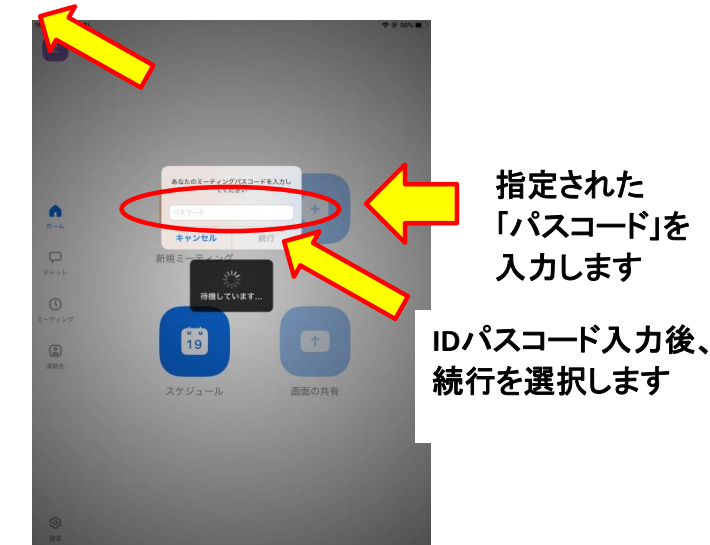 56%
あなたのミーティングパスコードを入力し
てください
パスワード
キャンセル
続行
新規ミーティング
待機しています...
ホーム
チャット
ミーティング
連絡先
19
スケジュール
画面の共有
設定
指定された
「パスコード」を
入力します
IDパスコード入力後、
続行を選択します